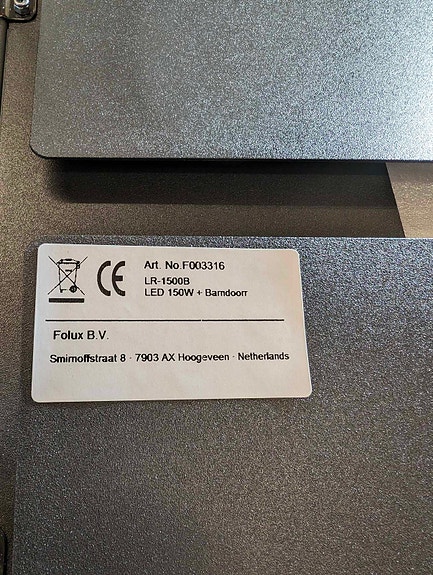 CE Art. No.F003316
LR-1500B
LED 150W + Barndoorr
Folux B.V.
Smirnoffstraat 8 · 7903 AX Hoogeveen · Netherlands